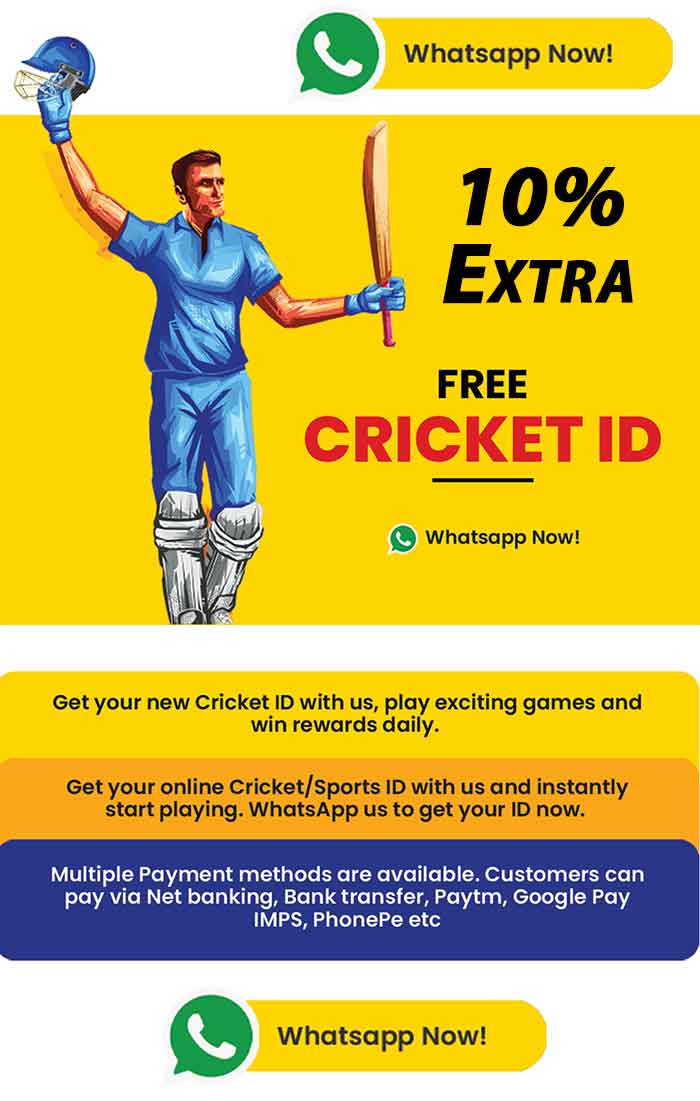 Whatsapp Now!
10%
EXTRA
FREE
CRICKET ID
Whatsapp Now!
Get your new Cricket ID with us, play exciting games and
win rewards daily.
Get your online Cricket/Sports ID with us and instantly
start playing. WhatsApp us to get your ID now.
Multiple Payment methods are available. Customers can
pay via Net banking, Bank transfer, Paytm, Google Pay
IMPS, PhonePe etc
Whatsapp Now!